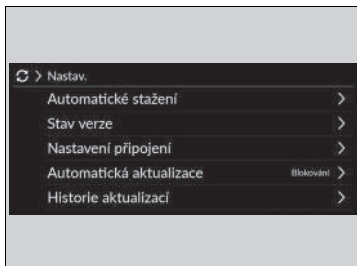 Nastav.
Automatické stažení
Stav verze
Nastavení připojení
Automatická aktualizace Blokování
Historie aktualizací